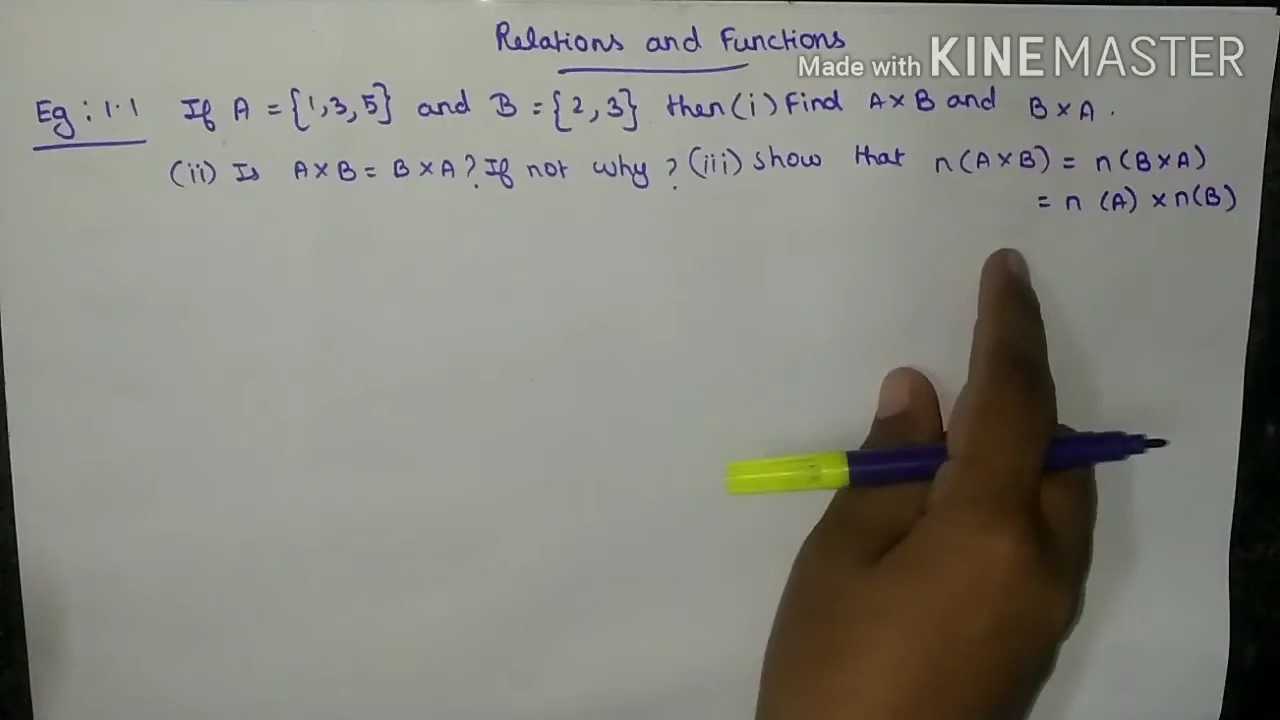 Relations and Functions
Made with KINEMASTER
Eg: 1.1 If A = {1,3,5} and B = {2,3} then (i) Find A×B and B×A.
(ii) Is A×B = B×A? If not why? (iii) show that n(A×B) = n(B×A)
= n (A) × n(B)